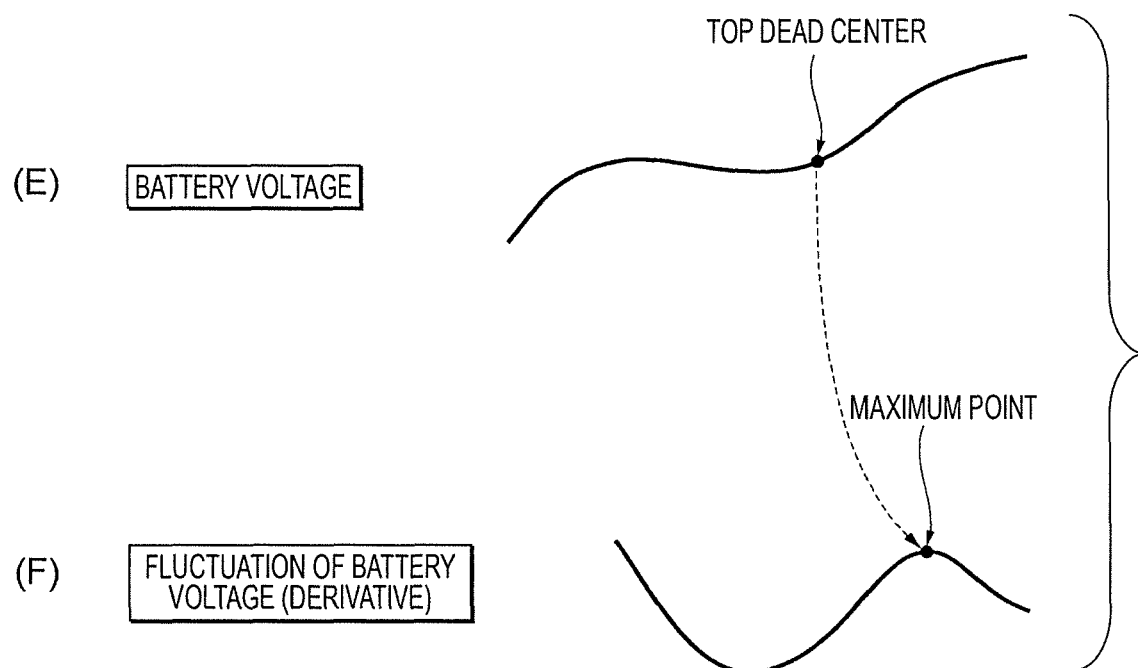 TOP DEAD CENTER
(E)
BATTERY VOLTAGE
MAXIMUM POINT
(F)
FLUCTUATION OF BATTERY
VOLTAGE (DERIVATIVE)